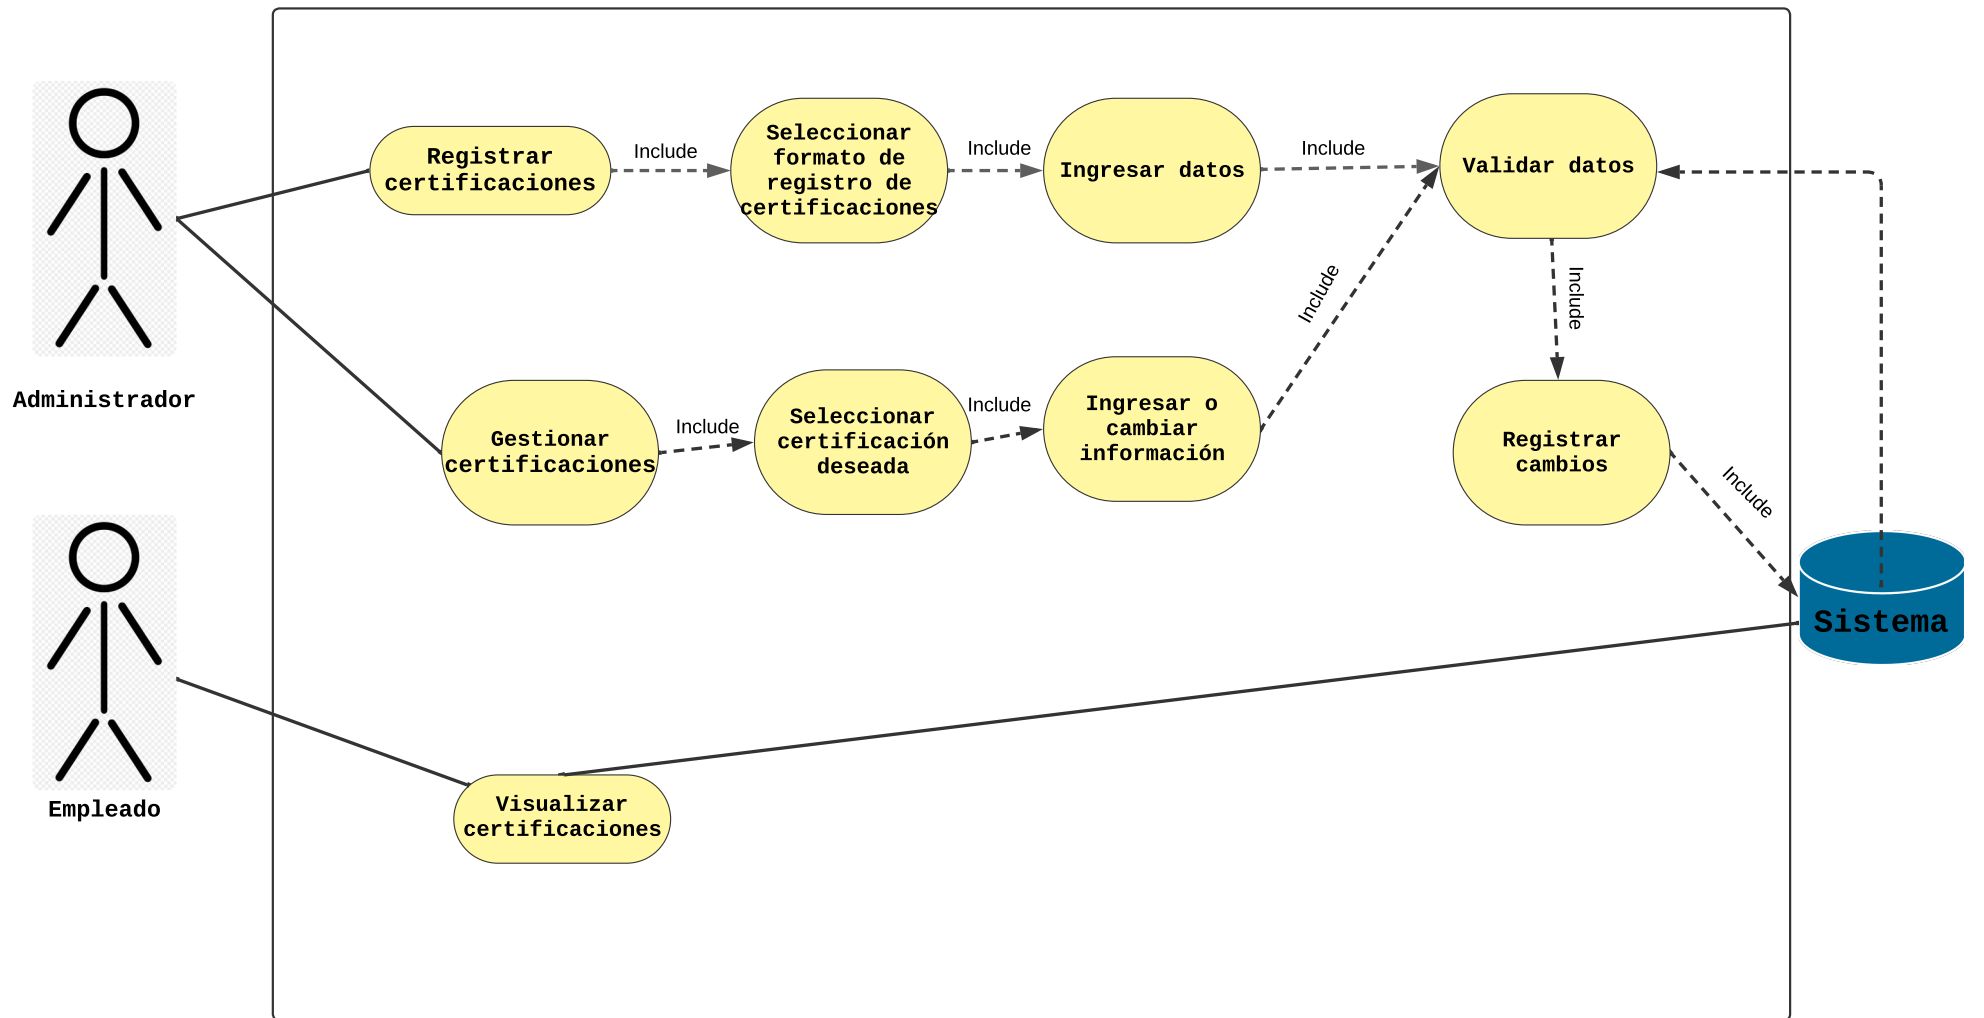 Registrar
certificaciones
Include
Seleccionar
formato de
registro de
certificaciones
Include
Ingresar datos
Include
Validar datos
Include
Include
Administrador
Gestionar
certificaciones
Include
Seleccionar
certificación
deseada
Include
Ingresar o
cambiar
información
Registrar
cambios
Include
Sistema
Empleado
Visualizar
certificaciones